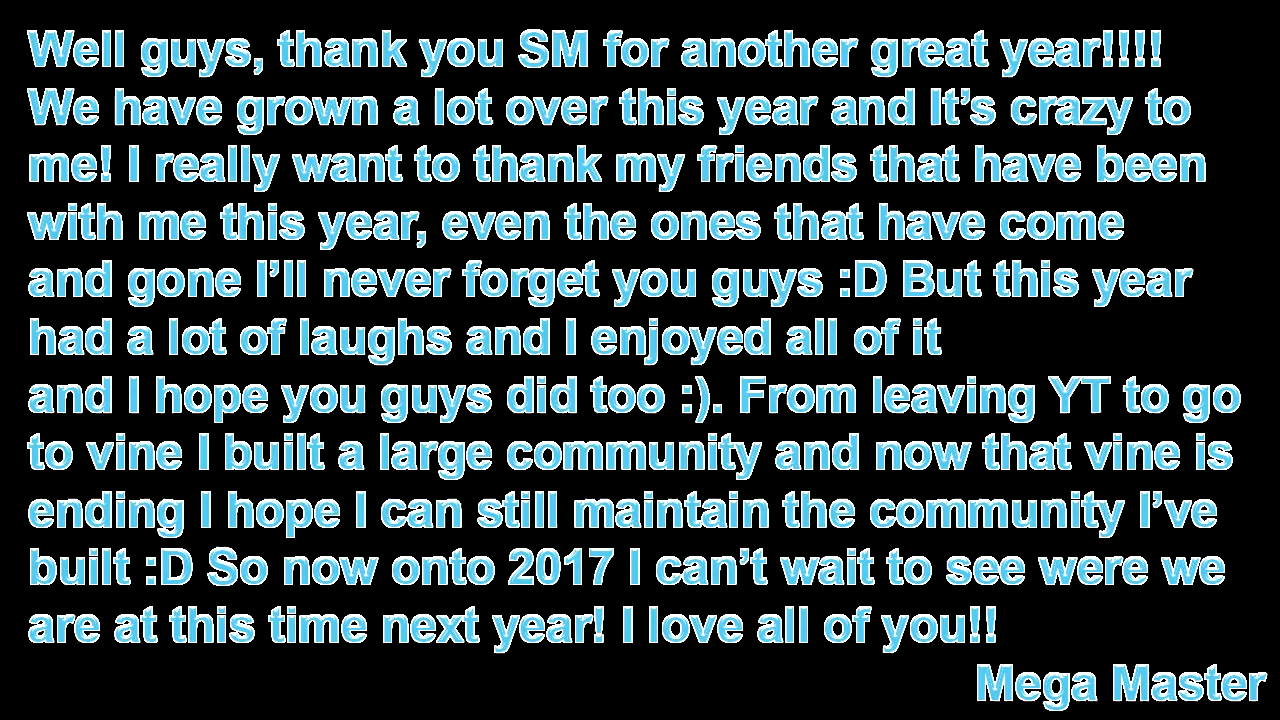 Well guys, thank you SM for another great year!!!!
We have grown a lot over this year and It’s crazy to
me! I really want to thank my friends that have been
with me this year, even the ones that have come
and gone I’ll never forget you guys :D But this year
had a lot of laughs and I enjoyed all of it
and I hope you guys did too :). From leaving YT to go
to vine I built a large community and now that vine is
ending I hope I can still maintain the community I’ve
built :D So now onto 2017 I can’t wait to see were we
are at this time next year! I love all of you!!
Mega Master